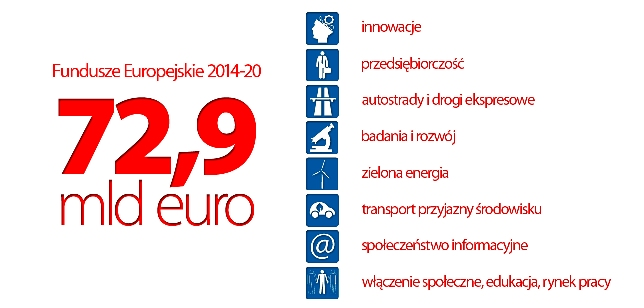 Fundusze Europejskie 2014-20
72,9
mld euro
innowacje
przedsiębiorczość
autostrady i drogi ekspresowe
badania i rozwój
zielona energia
transport przyjazny środowisku
@
społeczeństwo informacyjne
włączenie społeczne, edukacja, rynek pracy